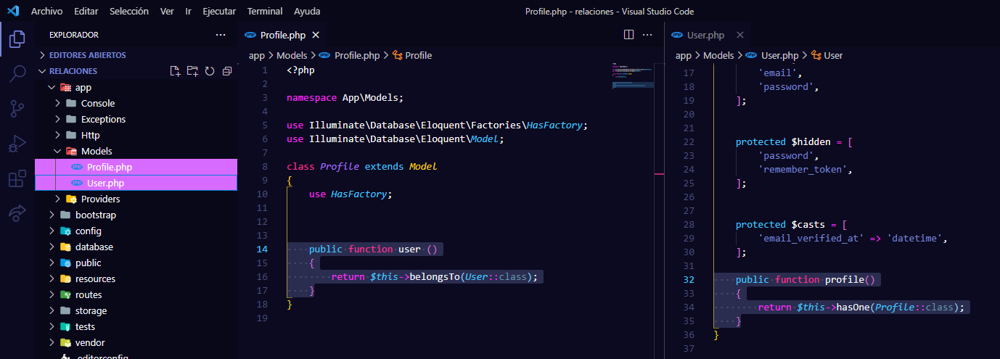 Archivo Editar Selección Ver Ir Ejecutar Terminal Ayuda
Profile.php - relaciones - Visual Studio Code
EXPLORADOR
EDITORES ABIERTOS
RELACIONES
app
Console
Exceptions
Http
Models
Profile.php
User.php
Providers
bootstrap
config
database
public
resources
routes
storage
tests
vendor
.editorconfig
Profile.php
app > Models > Profile.php > Profile
1 <?php
2
3 namespace App\Models;
4
5 use Illuminate\Database\Eloquent\Factories\HasFactory;
6 use Illuminate\Database\Eloquent\Model;
7
8 class Profile extends Model
9 {
10 use HasFactory;
11
12
13
14 public function user ()
15 {
16 return $this->belongsTo(User::class);
17 }
18 }
19
User.php
app > Models > User.php > User
17 'email',
18 'password',
19 ];
20
21
22 protected $hidden = [
23 'password',
24 'remember_token',
25 ];
26
27
28 protected $casts = [
29 'email_verified_at' => 'datetime',
30 ];
31
32 public function profile()
33 {
34 return $this->hasOne(Profile::class);
35 }
36 }
37